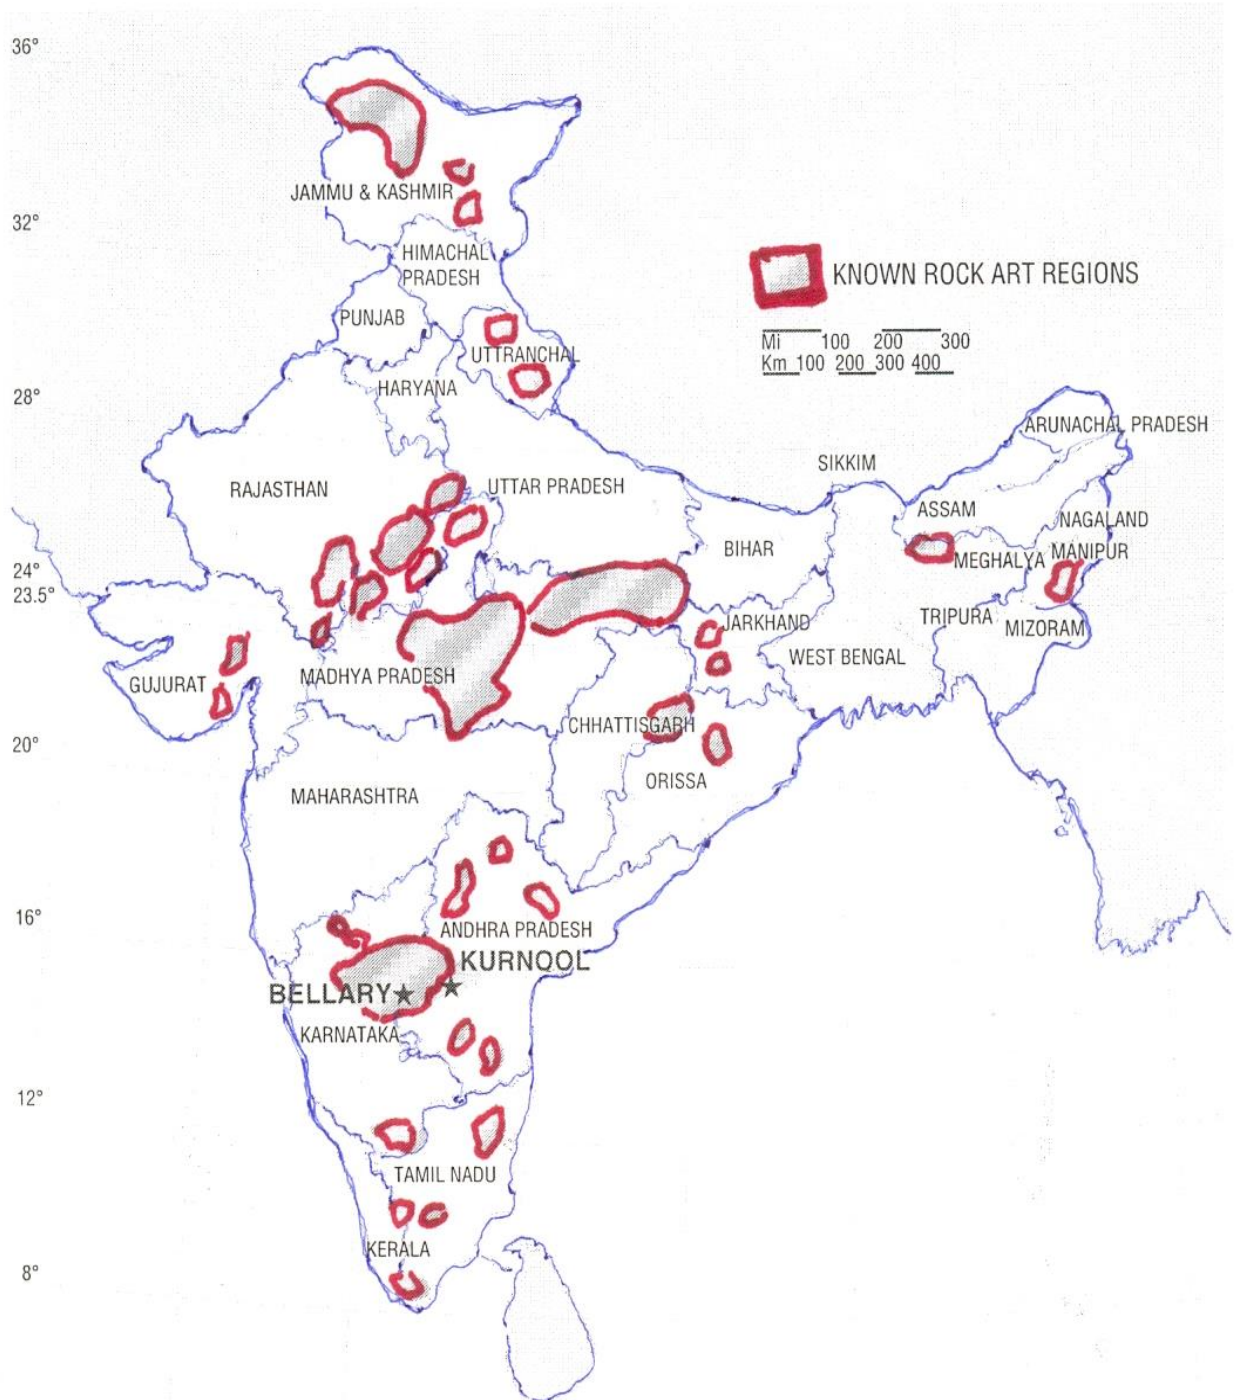 36°
JAMMU & KASHMIR
32°
HIMACHAL
PRADESH
KNOWN ROCK ART REGIONS
PUNJAB
Mi 100 200 300
Km 100 200 300 400
UTTRANCHAL
HARYANA
28°
ARUNACHAL PRADESH
SIKKIM
RAJASTHAN
UTTAR PRADESH
ASSAM
NAGALAND
BIHAR
MEGHALYA
MANIPUR
24°
23.5°
TRIPURA
MIZORAM
JARKHAND
WEST BENGAL
GUJURAT
MADHYA PRADESH
CHHATTISGARH
20°
ORISSA
MAHARASHTRA
16°
ANDHRA PRADESH
KURNOOL
BELLARY
KARNATAKA
12°
TAMIL NADU
KERALA
8°